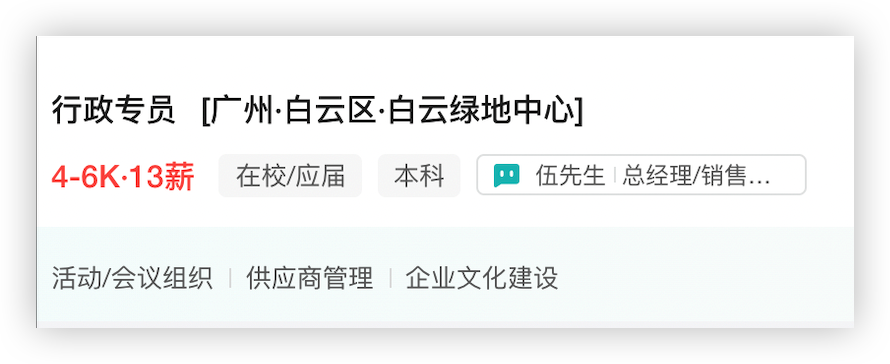 行政专员 [广州·白云区·白云绿地中心]
4-6K·13薪 在校/应届 本科 伍先生 | 总经理/销售...
活动/会议组织 | 供应商管理 | 企业文化建设